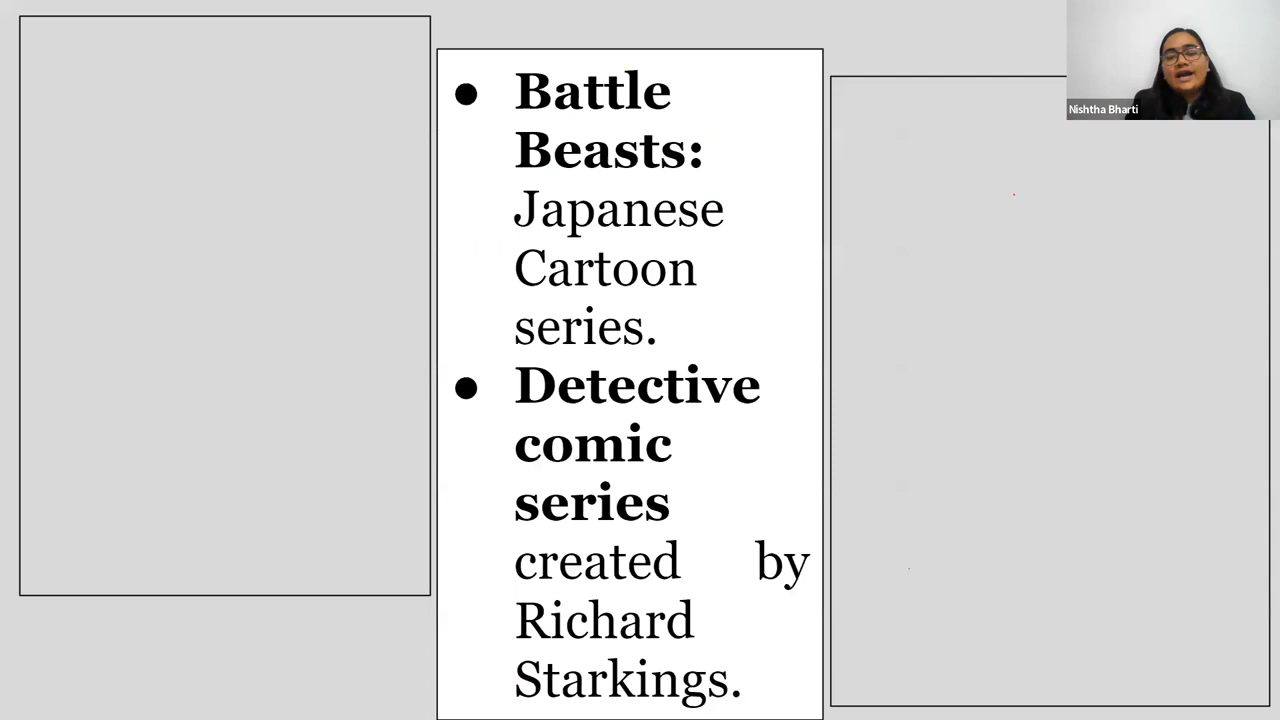 ● Battle
Beasts:
Japanese
Cartoon
series.
● Detective
comic
series
created by
Richard
Starkings.
Nishtha Bharti